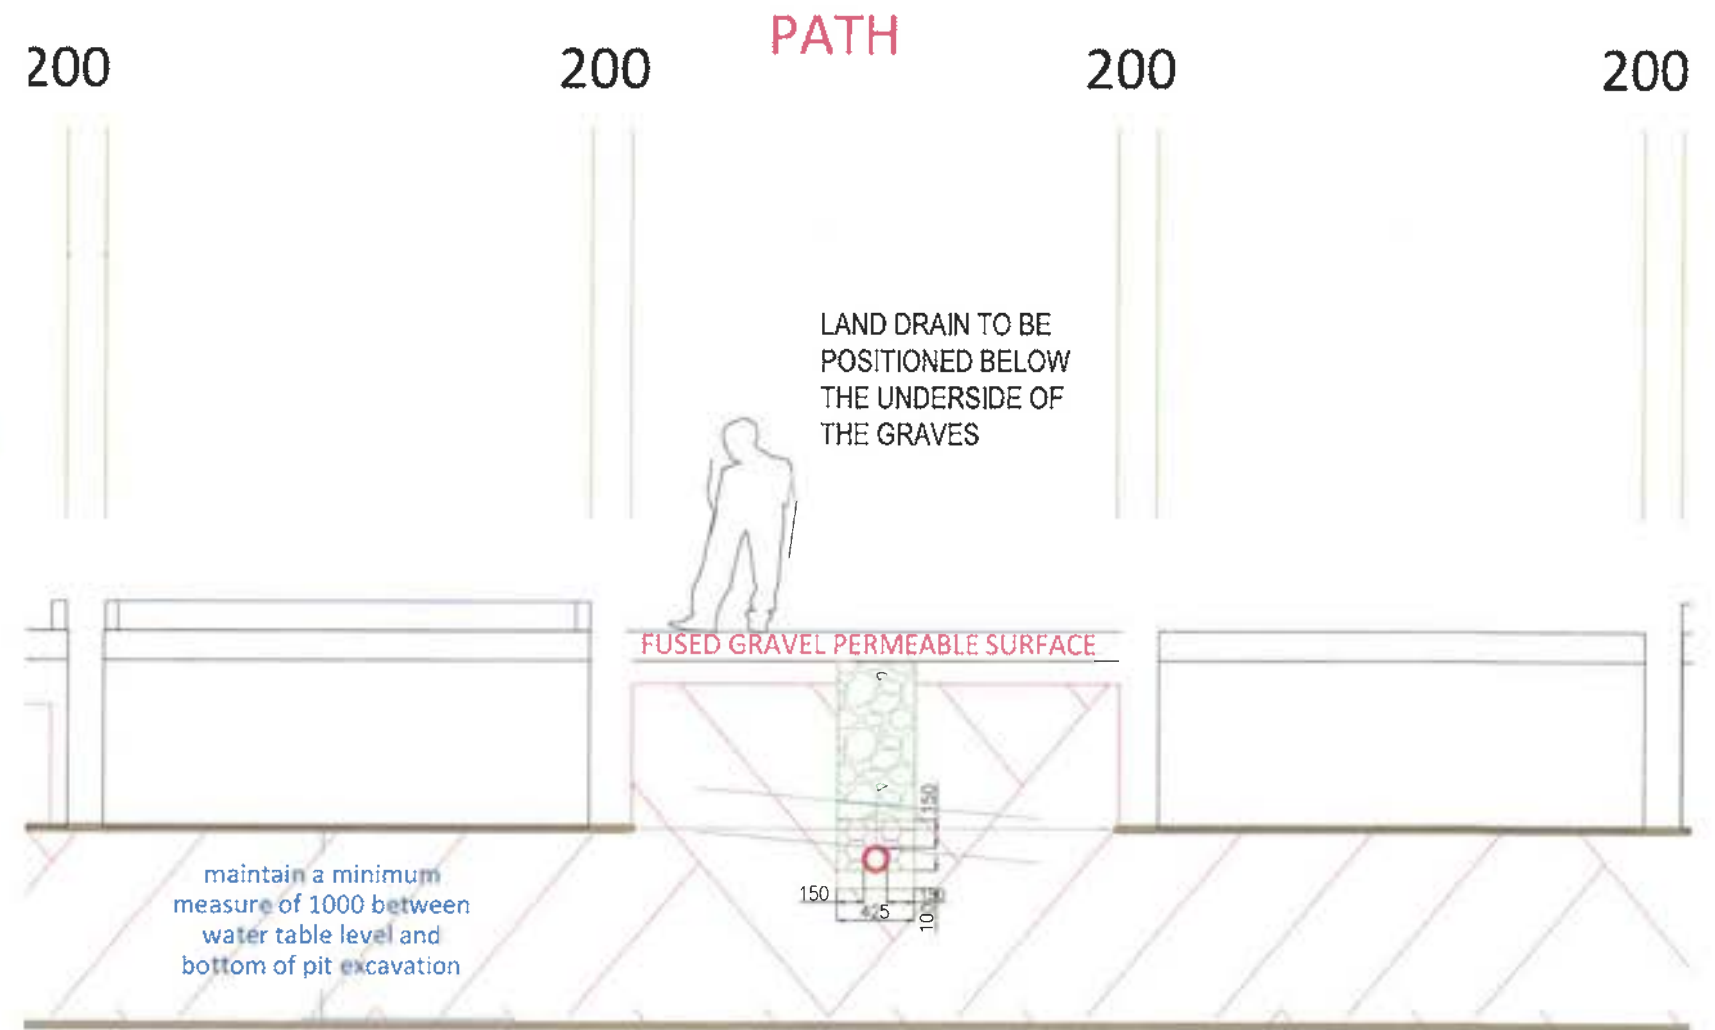 PATH
200
200
200
200
LAND DRAIN TO BE
POSITIONED BELOW
THE UNDERSIDE OF
THE GRAVES
FUSED GRAVEL PERMEABLE SURFACE
150
maintain a minimum
measure of 1000 between
water table level and
bottom of pit excavation
150
425